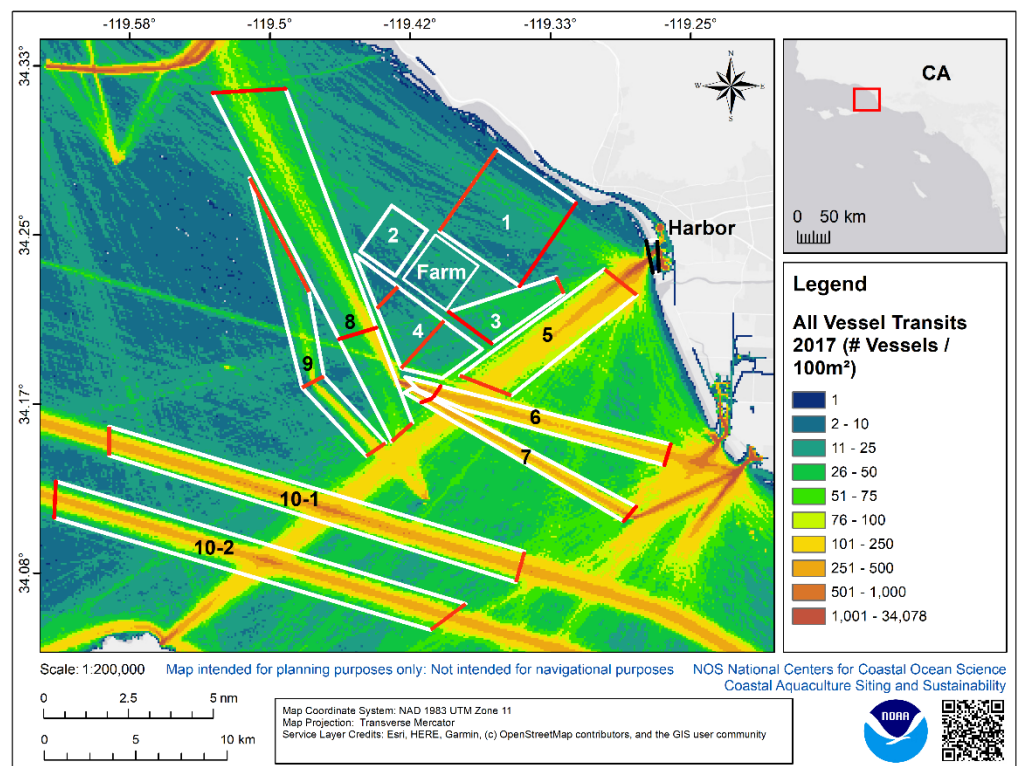 -119.58° -119.5° -119.42° -119.33° -119.25°
34.33°
34.25°
34.17°
34.08°
N
W E
S
CA
0 50 km
1
Harbor
2
Farm
3
4
5
8
9
6
7
10-1
10-2
Legend
All Vessel Transits
2017 (# Vessels /
100m²)
1
2 - 10
11 - 25
26 - 50
51 - 75
76 - 100
101 - 250
251 - 500
501 - 1,000
1,001 - 34,078
Scale: 1:200,000 Map intended for planning purposes only: Not intended for navigational purposes NOS National Centers for Coastal Ocean Science
Coastal Aquaculture Siting and Sustainability
0 2.5 5 nm
0 5 10 km
Map Coordinate System: NAD 1983 UTM Zone 11
Map Projection: Transverse Mercator
Service Layer Credits: Esri, HERE, Garmin, (c) OpenStreetMap contributors, and the GIS user community
NOAA